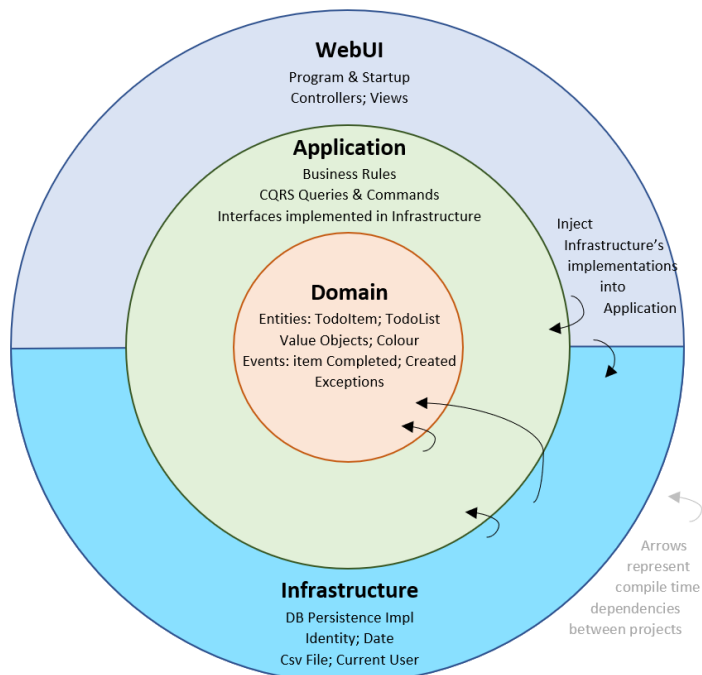 WebUI
Program & Startup
Controllers; Views
Application
Business Rules
CQRS Queries & Commands
Interfaces implemented in Infrastructure
Inject
Infrastructure's
implementations
into
Application
Domain
Entities: TodoItem; TodoList
Value Objects; Colour
Events: item Completed; Created
Exceptions
Infrastructure
DB Persistence Impl
Identity; Date
Csv File; Current User
Arrows
represent
compile time
dependencies
between projects